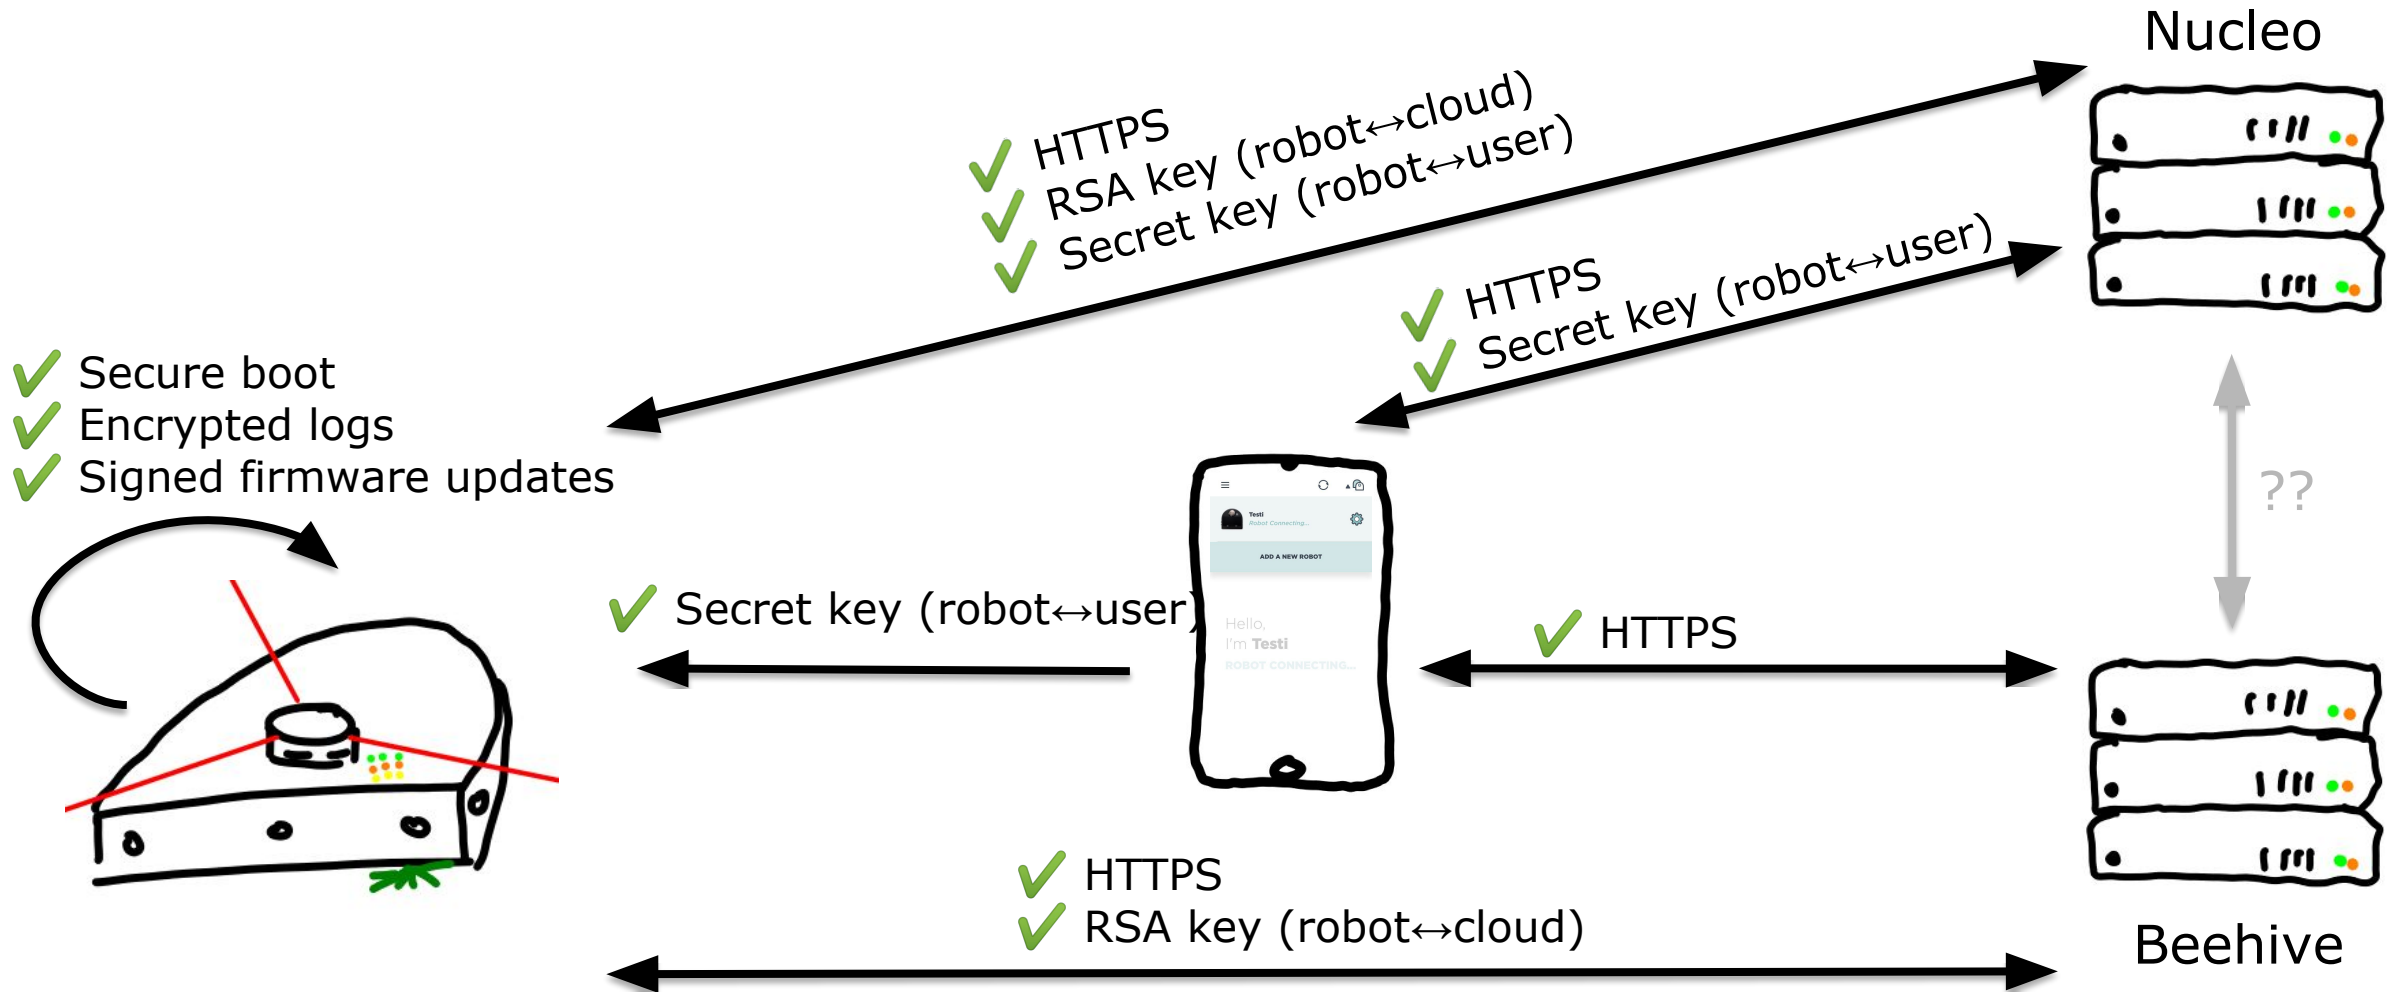 Nucleo
HTTPS
RSA key (robot↔cloud)
Secret key (robot↔user)
HTTPS
Secret key (robot↔user)
Secure boot
Encrypted logs
Signed firmware updates
??
Testi
Robot Connecting...
ADD A NEW ROBOT
Secret key (robot↔user)
Hello,
I'm Testi
ROBOT CONNECTING...
HTTPS
HTTPS
RSA key (robot↔cloud)
Beehive